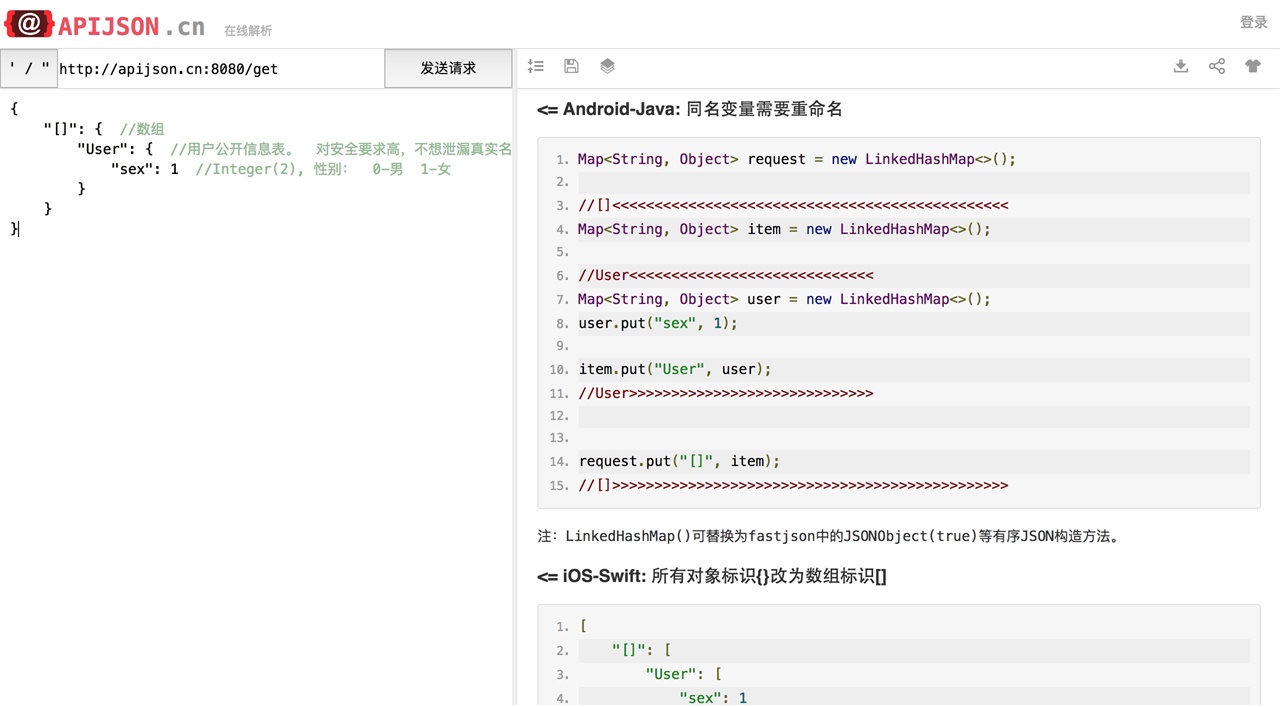 @ APIJSON.cn 在线解析
登录
' / " http://apijson.cn:8080/get 发送请求
{
"[]": { //数组
"User": { //用户公开信息表。 对安全要求高，不想泄漏真实名
"sex": 1 //Integer(2), 性别： 0-男 1-女
}
}
}
<= Android-Java: 同名变量需要重命名
1. Map<String, Object> request = new LinkedHashMap<>();
2.
3. //[]<<<<<<<<<<<<<<<<<<<<<<<<<<<<<<<<<<<<<<<<<<<<<<<
4. Map<String, Object> item = new LinkedHashMap<>();
5.
6. //User<<<<<<<<<<<<<<<<<<<<<<<<<<<<<
7. Map<String, Object> user = new LinkedHashMap<>();
8. user.put("sex", 1);
9.
10. item.put("User", user);
11. //User>>>>>>>>>>>>>>>>>>>>>>>>>>>>>
12.
13.
14. request.put("[]", item);
15. //[]>>>>>>>>>>>>>>>>>>>>>>>>>>>>>>>>>>>>>>>>>>>>>>>
注：LinkedHashMap()可替换为fastjson中的JSONObject(true)等有序JSON构造方法。
<= iOS-Swift: 所有对象标识{}改为数组标识[]
1. [
2. "[]": [
3. "User": [
4. "sex": 1